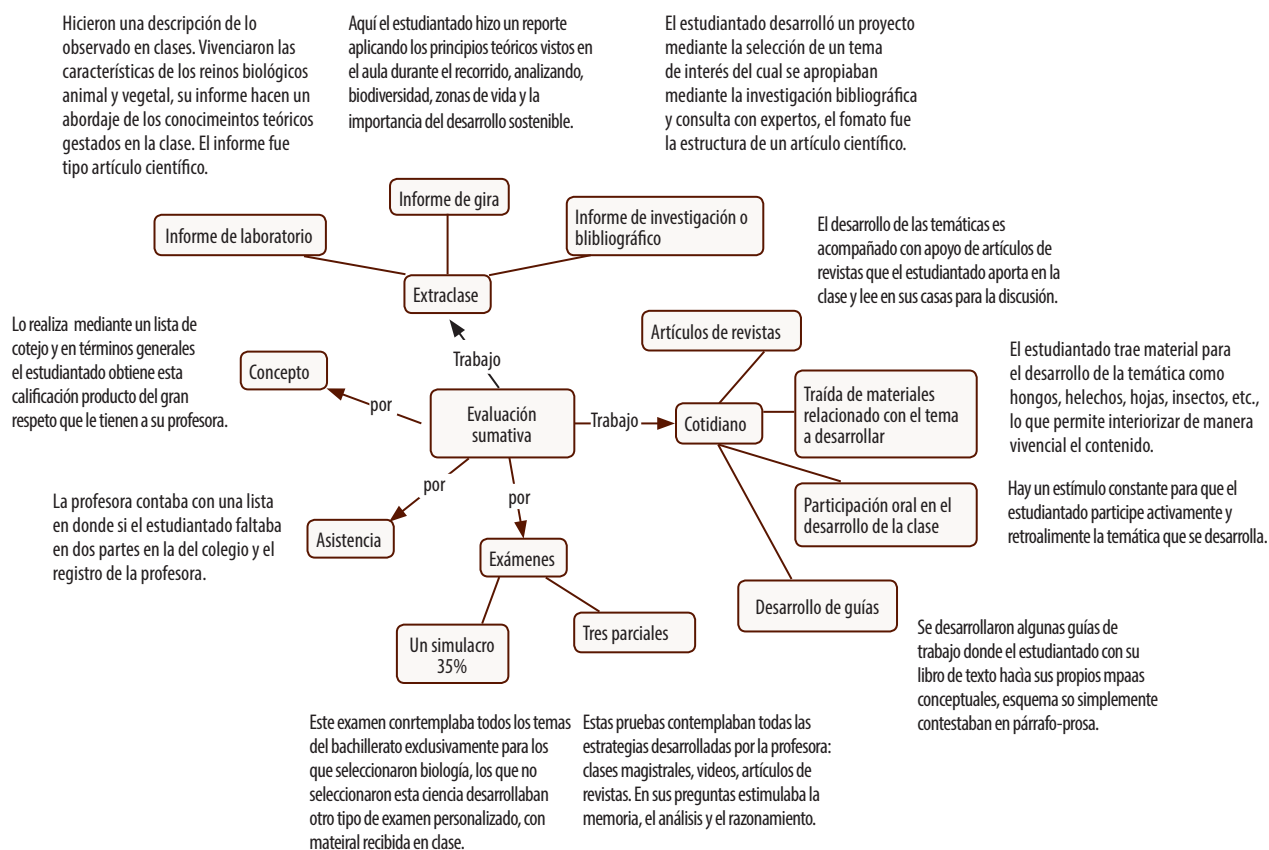 Hicieron una descripción de lo
observado en clases. Vivenciaron las
características de los reinos biológicos
animal y vegetal, su informe hacen un
abordaje de los conocimeintos teóricos
gestados en la clase. El informe fue
tipo artículo científico.
Aquí el estudiantado hizo un reporte
aplicando los principios teóricos vistos en
el aula durante el recorrido, analizando,
biodiversidad, zonas de vida y la
importancia del desarrollo sostenible.
El estudiantado desarrolló un proyecto
mediante la selección de un tema
de interés del cual se apropiaban
mediante la investigación bibliográfica
y consulta con expertos, el fomato fue
la estructura de un artículo científico.
Informe de gira
Informe de laboratorio
Informe de investigación o
blibliográfico
Extraclase
El desarrollo de las temáticas es
acompañado con apoyo de artículos de
revistas que el estudiantado aporta en la
clase y lee en sus casas para la discusión.
Lo realiza mediante un lista de
cotejo y en términos generales
el estudiantado obtiene esta
calificación producto del gran
respeto que le tienen a su profesora.
Concepto
por
Trabajo
Evaluación
sumativa
Trabajo
Cotidiano
Artículos de revistas
Traída de materiales
relacionado con el tema
a desarrollar
El estudiantado trae material para
el desarrollo de la temática como
hongos, helechos, hojas, insectos, etc.,
lo que permite interiorizar de manera
vivencial el contenido.
Participación oral en el
desarrollo de la clase
Hay un estímulo constante para que el
estudiantado participe activamente y
retroalimente la temática que se desarrolla.
La profesora contaba con una lista
en donde si el estudiantado faltaba
en dos partes en la del colegio y el
registro de la profesora.
por
Asistencia
por
Exámenes
Un simulacro
35%
Tres parciales
Desarrollo de guías
Se desarrollaron algunas guías de
trabajo donde el estudiantado con su
libro de texto hacìa sus propios mpaas
conceptuales, esquema so simplemente
contestaban en párrafo-prosa.
Este examen conrtemplaba todos los temas
del bachillerato exclusivamente para los
que seleccionaron biología, los que no
seleccionaron esta ciencia desarrollaban
otro tipo de examen personalizado, con
mateiral recibida en clase.
Estas pruebas contemplaban todas las
estrategias desarrolladas por la profesora:
clases magistrales, videos, artículos de
revistas. En sus preguntas estimulaba la
memoria, el análisis y el razonamiento.